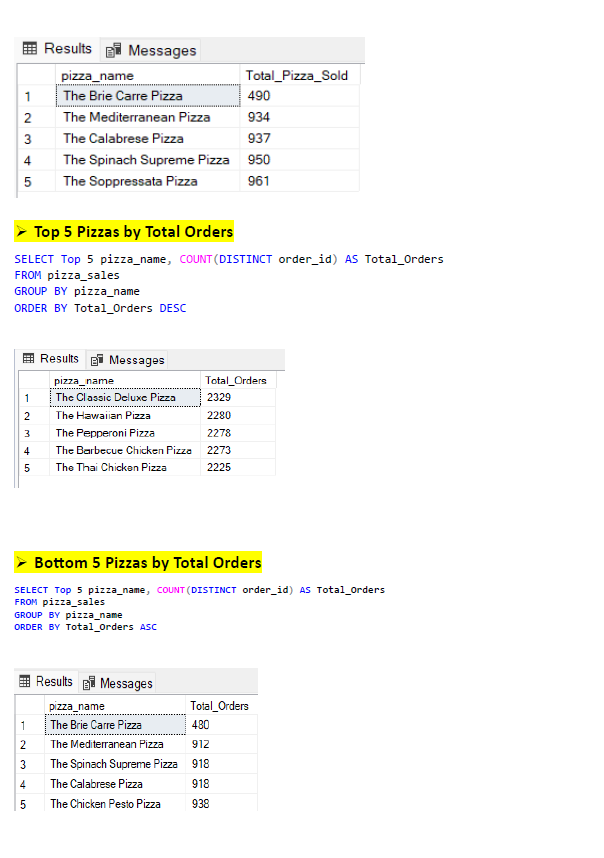 Results Messages
pizza_name Total_Pizza_Sold
1 The Brie Carre Pizza 490
2 The Mediterranean Pizza 934
3 The Calabrese Pizza 937
4 The Spinach Supreme Pizza 950
5 The Soppressata Pizza 961
➢ Top 5 Pizzas by Total Orders
SELECT Top 5 pizza_name, COUNT(DISTINCT order_id) AS Total_Orders
FROM pizza_sales
GROUP BY pizza_name
ORDER BY Total_Orders DESC
Results Messages
pizza_name Total_Orders
1 The Classic Deluxe Pizza 2329
2 The Hawaiian Pizza 2280
3 The Pepperoni Pizza 2278
4 The Barbecue Chicken Pizza 2273
5 The Thai Chicken Pizza 2225
➢ Bottom 5 Pizzas by Total Orders
SELECT Top 5 pizza_name, COUNT(DISTINCT order_id) AS Total_Orders
FROM pizza_sales
GROUP BY pizza_name
ORDER BY Total_Orders ASC
Results Messages
pizza_name Total_Orders
1 The Brie Carre Pizza 480
2 The Mediterranean Pizza 912
3 The Spinach Supreme Pizza 918
4 The Calabrese Pizza 918
5 The Chicken Pesto Pizza 938